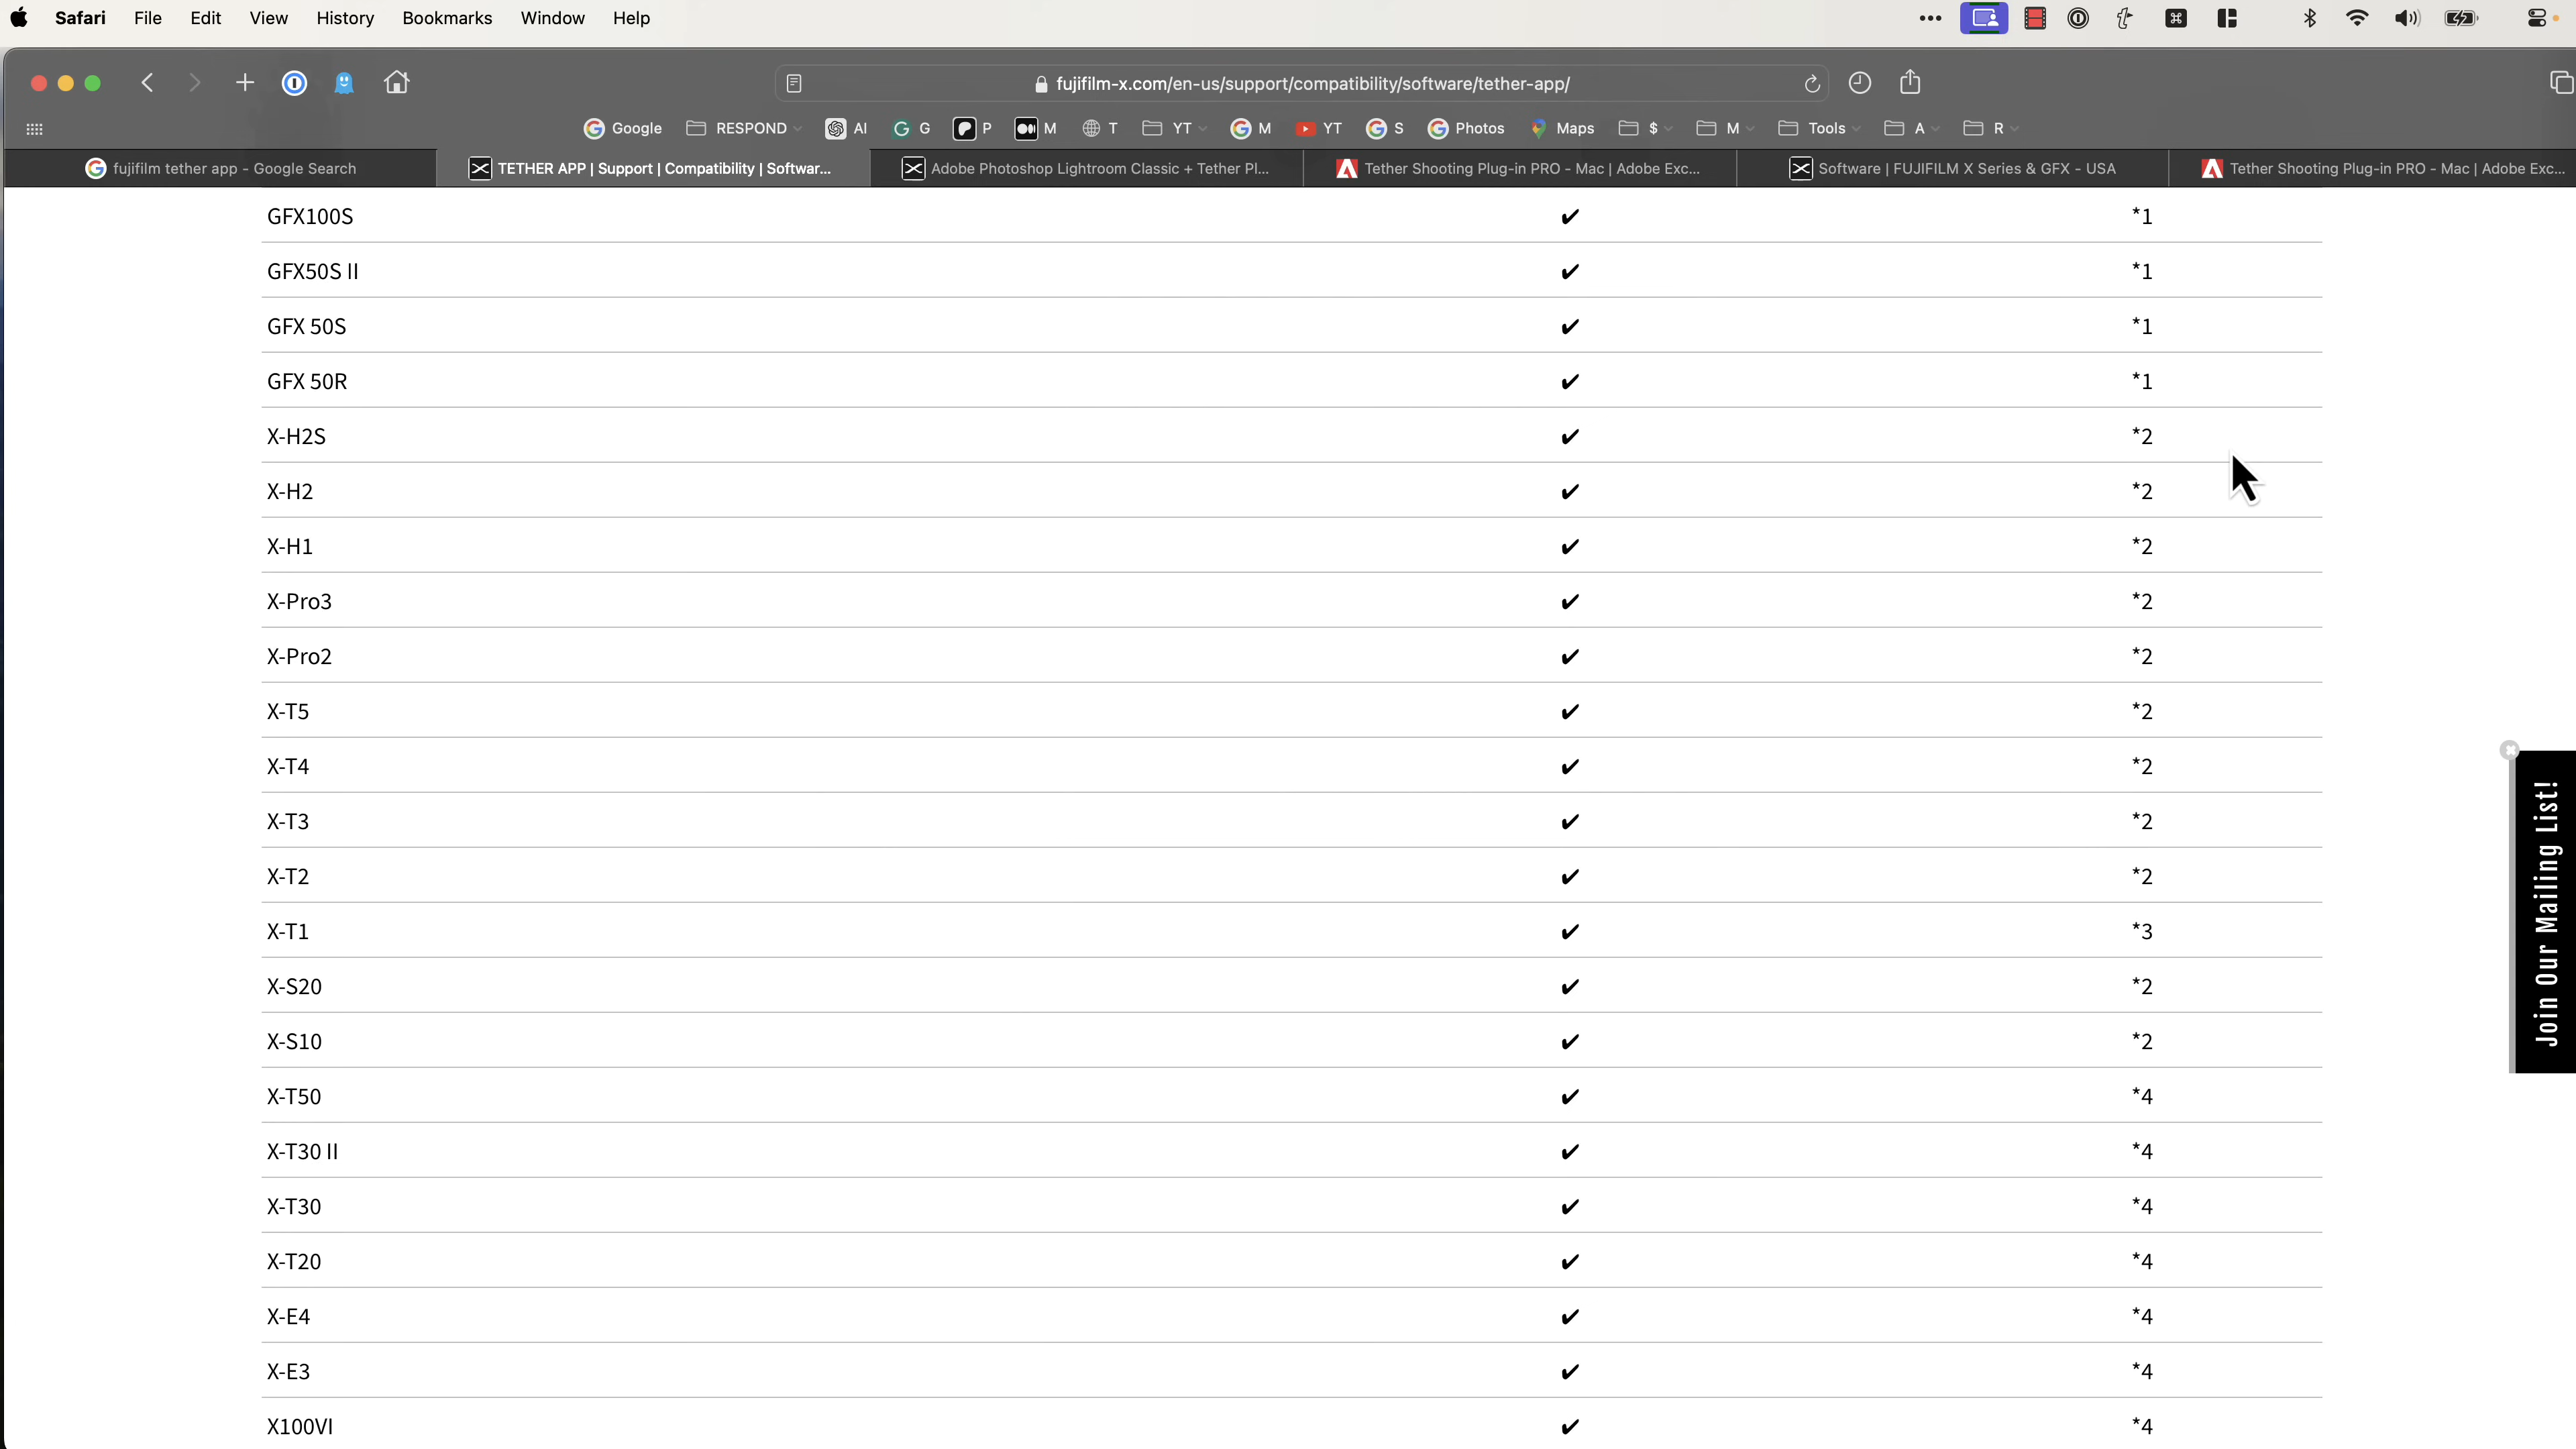 Safari File Edit View History Bookmarks Window Help
fujifilm-x.com/en-us/support/compatibility/software/tether-app/
Google RESPOND AI G P M T YT M YT S Photos Maps $ M Tools A R
fujifilm tether app - Google Search TETHER APP | Support | Compatibility | Softwar... Adobe Photoshop Lightroom Classic + Tether Pl... Tether Shooting Plug-in PRO - Mac | Adobe Exc... Software | FUJIFILM X Series & GFX - USA Tether Shooting Plug-in PRO - Mac | Adobe Exc...
GFX100S ✔ *1
GFX50S II ✔ *1
GFX 50S ✔ *1
GFX 50R ✔ *1
X-H2S ✔ *2
X-H2 ✔ *2
X-H1 ✔ *2
X-Pro3 ✔ *2
X-Pro2 ✔ *2
X-T5 ✔ *2
X-T4 ✔ *2
X-T3 ✔ *2
X-T2 ✔ *2
X-T1 ✔ *3
X-S20 ✔ *2
X-S10 ✔ *2
X-T50 ✔ *4
X-T30 II ✔ *4
X-T30 ✔ *4
X-T20 ✔ *4
X-E4 ✔ *4
X-E3 ✔ *4
X100VI ✔ *4
Join Our Mailing List!